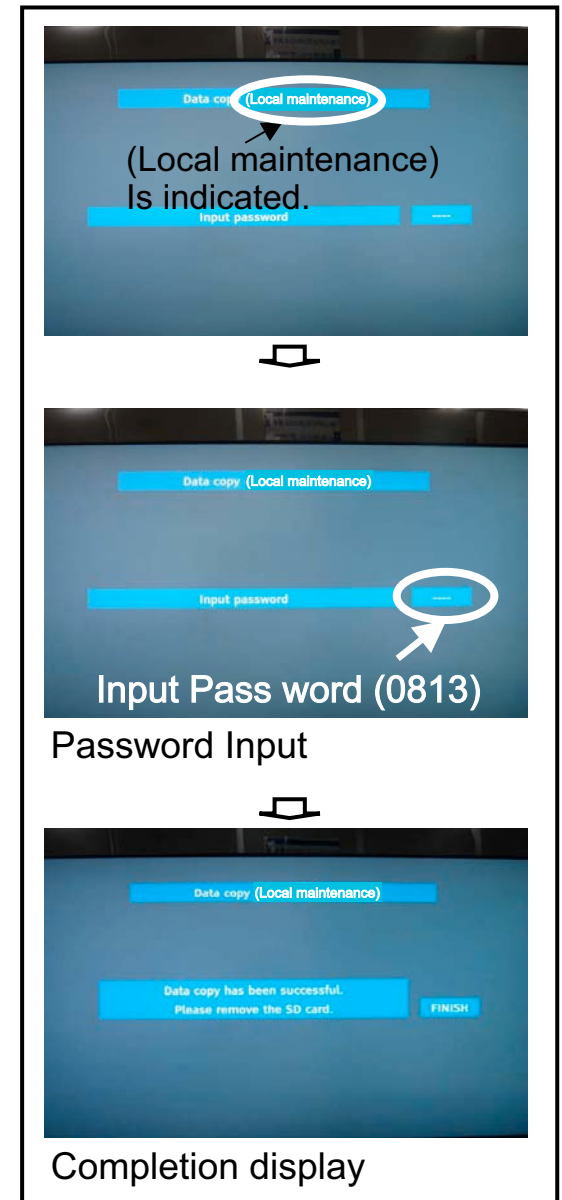 Data cop (Local maintenance)
(Local maintenance)
Is indicated.
Input password ----
Data copy (Local maintenance)
Input password ----
Input Pass word (0813)
Password Input
Data copy (Local maintenance)
Data copy has been successful.
Please remove the SD card.
FINISH
Completion display